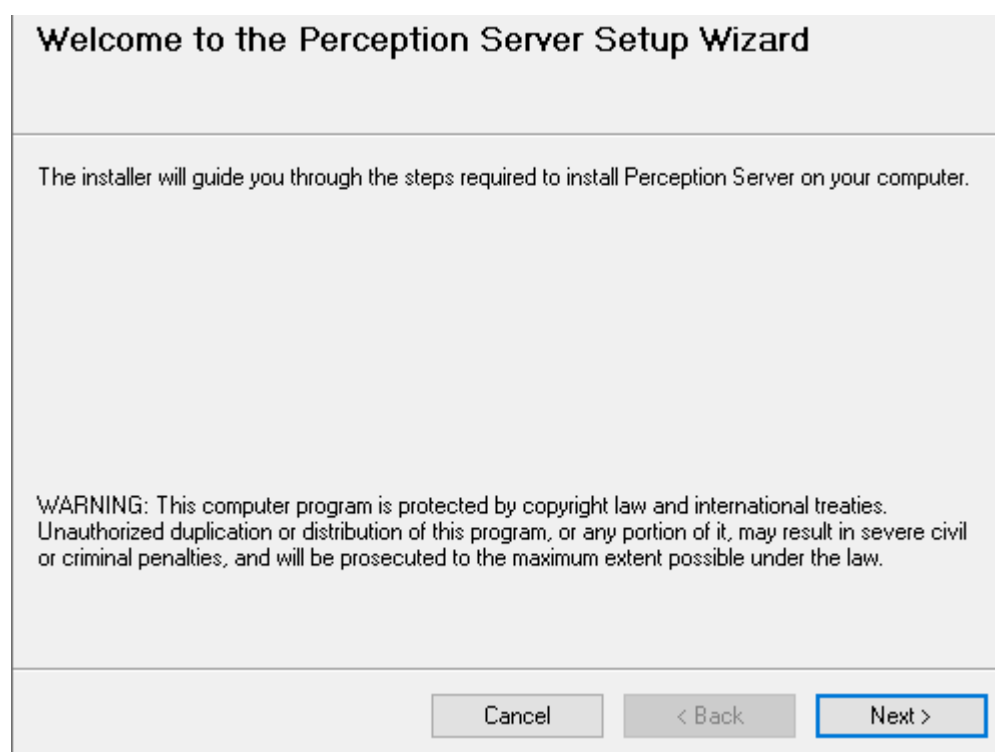 Welcome to the Perception Server Setup Wizard
The installer will guide you through the steps required to install Perception Server on your computer.
WARNING: This computer program is protected by copyright law and international treaties.
Unauthorized duplication or distribution of this program, or any portion of it, may result in severe civil
or criminal penalties, and will be prosecuted to the maximum extent possible under the law.
Cancel < Back Next >